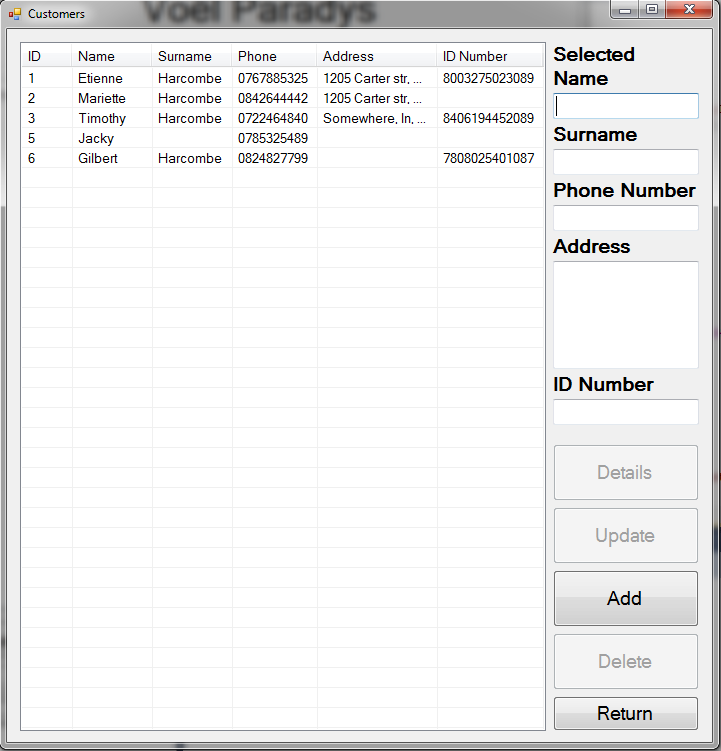 Voel Paradys
Customers
ID Name Surname Phone Address ID Number
1 Etienne Harcombe 0767885325 1205 Carter str, ... 8003275023089
2 Mariette Harcombe 0842644442 1205 Carter str, ...
3 Timothy Harcombe 0722464840 Somewhere, In, ... 8406194452089
5 Jacky 0785325489
6 Gilbert Harcombe 0824827799 7808025401087
Selected
Name
Surname
Phone Number
Address
ID Number
Details
Update
Add
Delete
Return